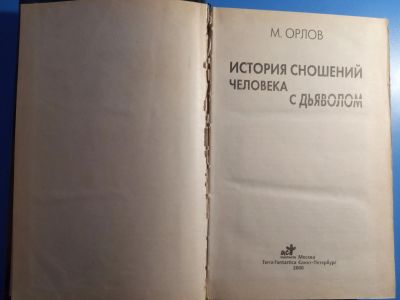 М. ОРЛОВ
ИСТОРИЯ СНОШЕНИЙ
ЧЕЛОВЕКА
С ДЬЯВОЛОМ
Москва
Terra Fantastica Санкт-Петербург
2000